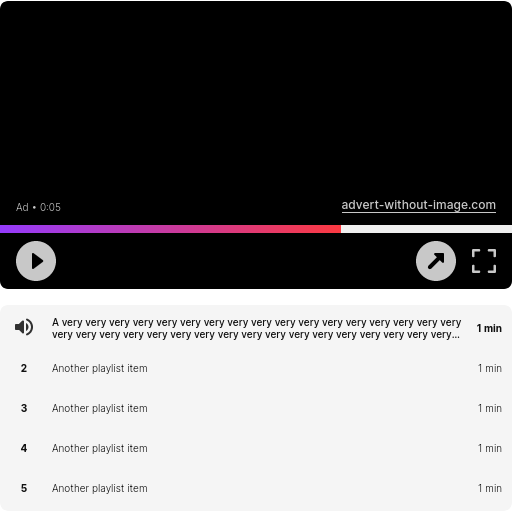 Ad • 0:05
advert-without-image.com
A very very very very very very very very very very very very very very very very very
very very very very very very very very very very very very very very very very very...
1 min
2 Another playlist item 1 min
3 Another playlist item 1 min
4 Another playlist item 1 min
5 Another playlist item 1 min